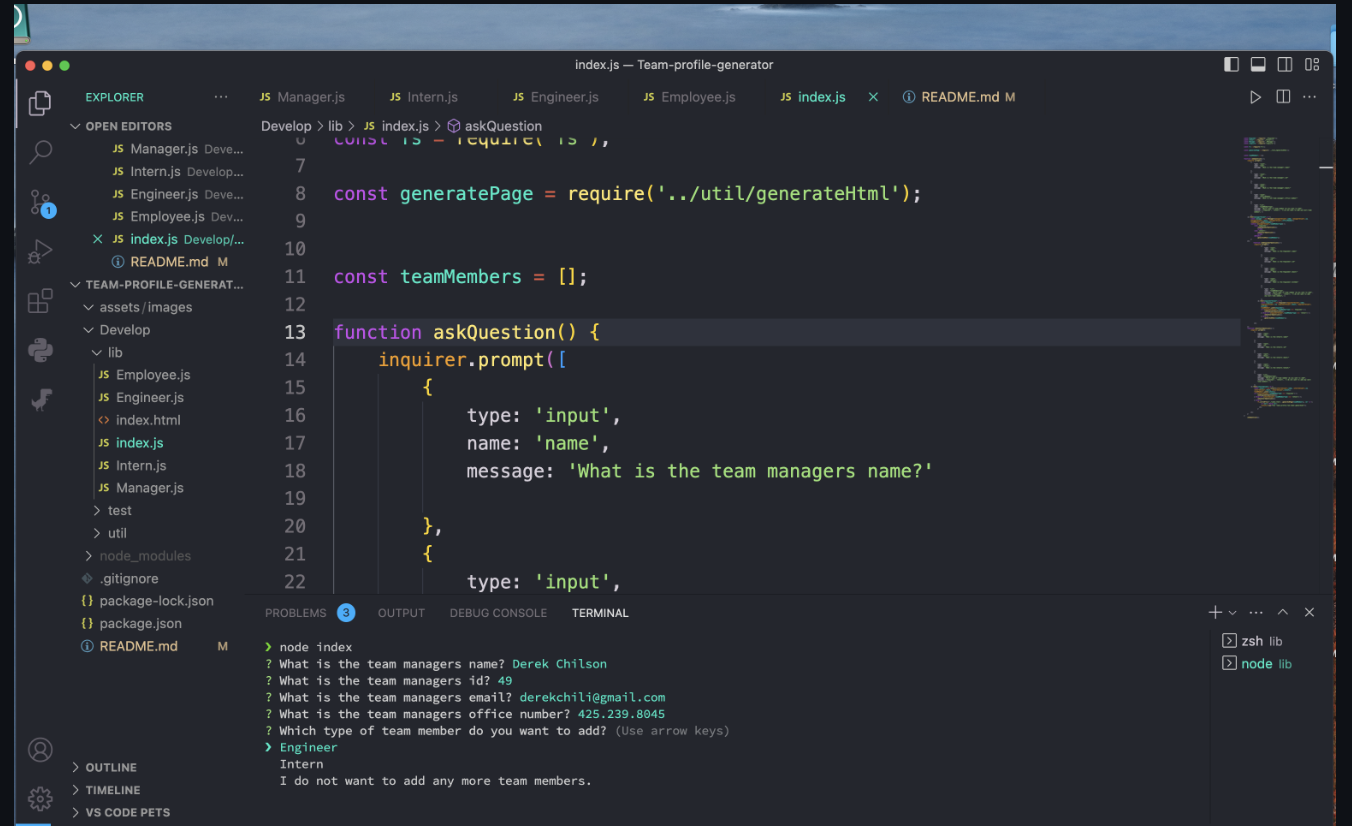 index.js — Team-profile-generator
EXPLORER
JS Manager.js
JS Intern.js
JS Engineer.js
JS Employee.js
JS index.js
README.md M
OPEN EDITORS
Develop > lib > JS index.js > askQuestion
JS Manager.js Deve...
JS Intern.js Develop...
JS Engineer.js Deve...
JS Employee.js Dev...
JS index.js Develop/...
README.md M
TEAM-PROFILE-GENERAT...
assets/images
Develop
lib
JS Employee.js
JS Engineer.js
index.html
JS index.js
JS Intern.js
JS Manager.js
test
util
node_modules
.gitignore
{} package-lock.json
{} package.json
README.md M
OUTLINE
TIMELINE
VS CODE PETS
1
6 const fs = require('fs');
7
8 const generatePage = require('../util/generateHtml');
9
10
11 const teamMembers = [];
12
13 function askQuestion() {
14 inquirer.prompt([
15 {
16 type: 'input',
17 name: 'name',
18 message: 'What is the team managers name?'
19
20 },
21 {
22 type: 'input',
PROBLEMS 3 OUTPUT DEBUG CONSOLE TERMINAL
❯ node index
? What is the team managers name? Derek Chilson
? What is the team managers id? 49
? What is the team managers email? derekchili@gmail.com
? What is the team managers office number? 425.239.8045
? Which type of team member do you want to add? (Use arrow keys)
❯ Engineer
Intern
I do not want to add any more team members.
zsh lib
node lib